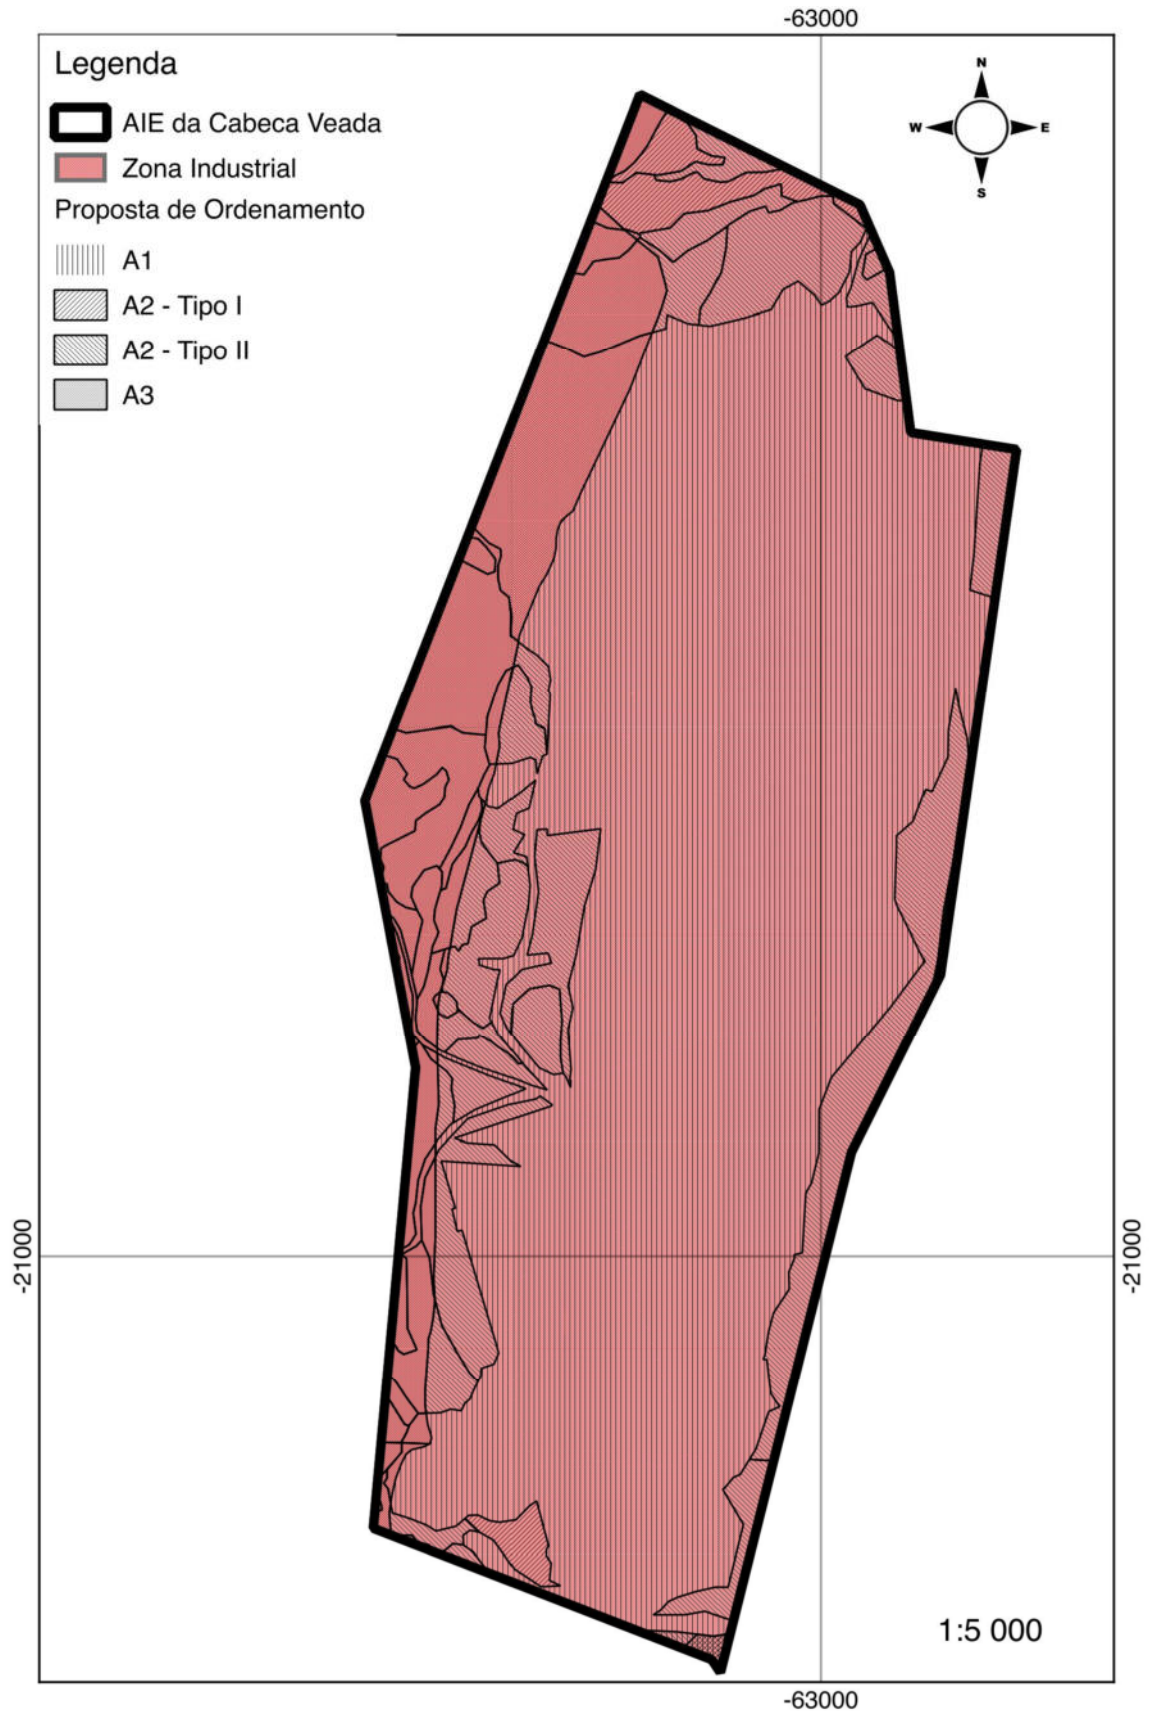 -63000
Legenda
AIE da Cabeca Veada
Zona Industrial
Proposta de Ordenamento
A1
A2 - Tipo I
A2 - Tipo II
A3
N
W E
S
-21000 -21000
1:5 000
-63000